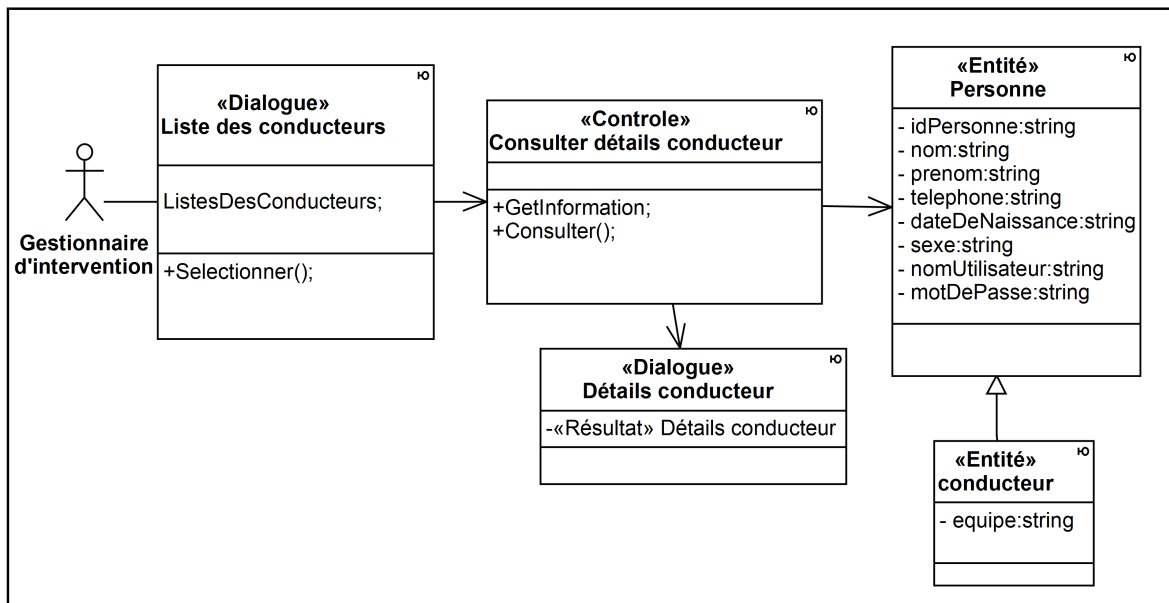 Gestionnaire
d'intervention
ю
«Dialogue»
Liste des conducteurs
ListesDesConducteurs;
+Selectionner();
ю
«Controle»
Consulter détails conducteur
+GetInformation;
+Consulter();
ю
«Dialogue»
Détails conducteur
-«Résultat» Détails conducteur
ю
«Entité»
Personne
- idPersonne:string
- nom:string
- prenom:string
- telephone:string
- dateDeNaissance:string
- sexe:string
- nomUtilisateur:string
- motDePasse:string
ю
«Entité»
conducteur
- equipe:string